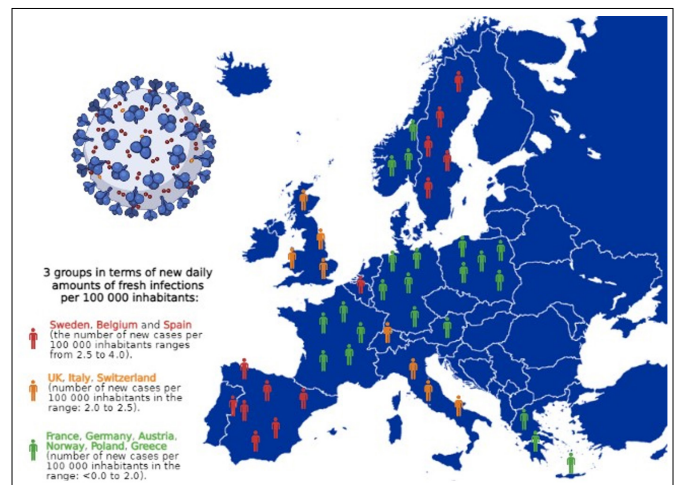 3 groups in terms of new daily
amounts of fresh infections
per 100 000 inhabitants:
Sweden, Belgium and Spain
(the number of new cases per
100 000 inhabitants ranges
from 2.5 to 4.0).
UK, Italy, Switzerland
(number of new cases per
100 000 inhabitants in the
range: 2.0 to 2.5).
France, Germany, Austria,
Norway, Poland, Greece
(number of new cases per
100 000 inhabitants in the
range: <0.0 to 2.0).